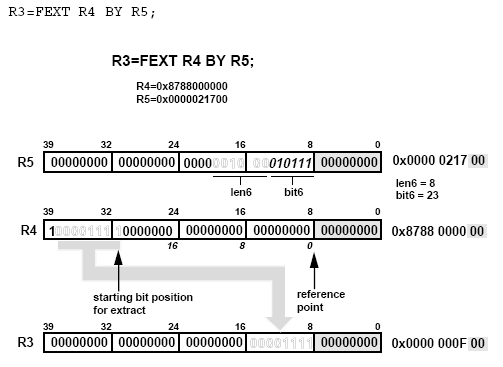 R3=FEXT R4 BY R5;
R3=FEXT R4 BY R5;
R4=0x8788000000
R5=0x0000021700
39 32 24 16 8 0
R5 00000000 00000000 00000010 00010111 00000000 0x0000 0217 00
len6 bit6
len6 = 8
bit6 = 23
39 32 24 16 8 0
R4 10000111 10000000 00000000 00000000 00000000 0x8788 0000 00
16 8 0
starting bit position
for extract
reference
point
39 32 24 16 8 0
R3 00000000 00000000 00000000 00001111 00000000 0x0000 000F 00